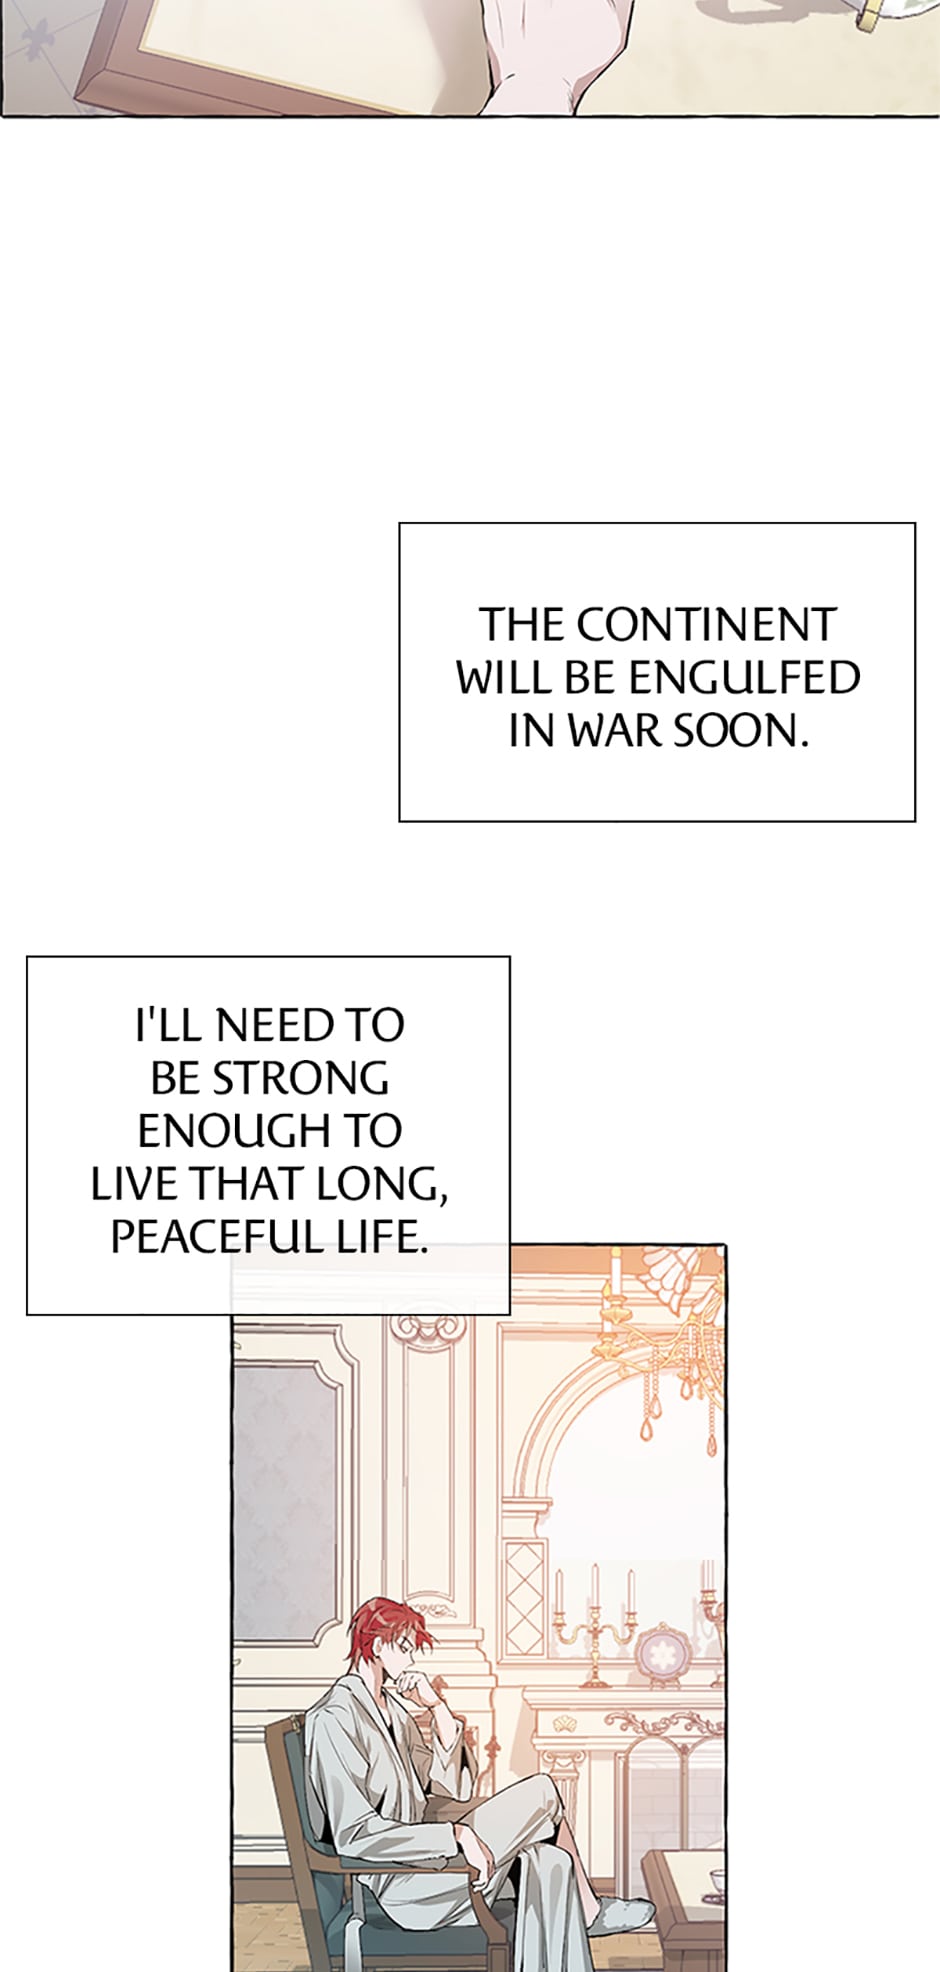 THE CONTINENT
WILL BE ENGULFED
IN WAR SOON.
I'LL NEED TO
BE STRONG
ENOUGH TO
LIVE THAT LONG,
PEACEFUL LIFE.